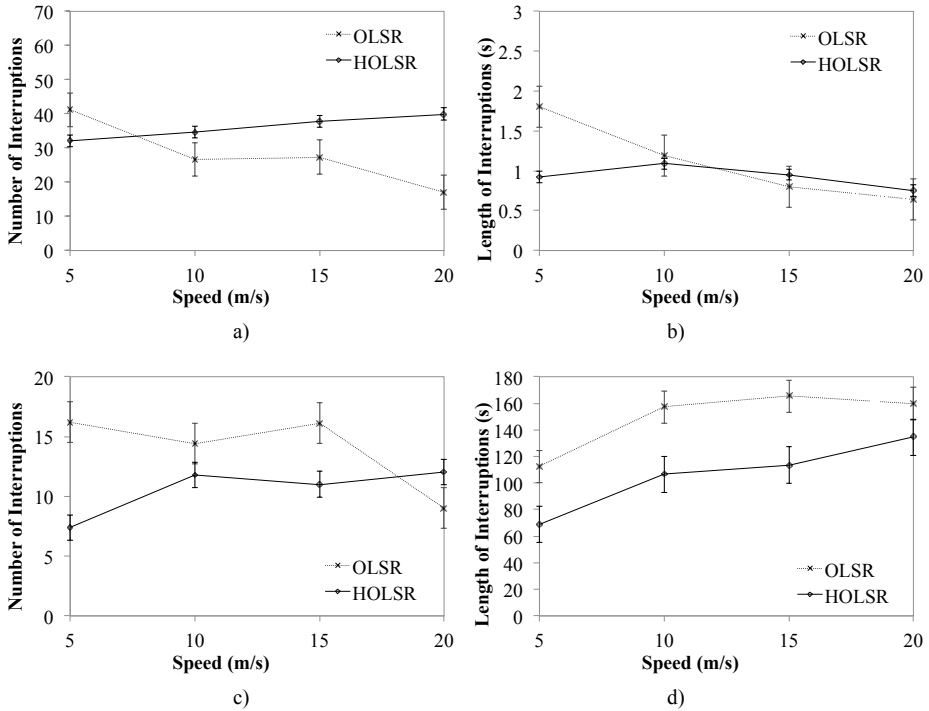 Number of Interruptions
70
60
50
40
30
20
10
0
OLSR
HOLSR
5
10
15
20
Speed (m/s)
a)
Length of Interruptions (s)
3
2
2
1.5
1
0.5
0
OLSR
HOLSR
5
10
15
20
Speed (m/s)
b)
Number of Interruptions
20
15
10
5
0
OLSR
HOLSR
5
10
15
20
Speed (m/s)
c)
Length of Interruptions (s)
180
160
140
120
100
80
60
40
20
0
OLSR
HOLSR
5
10
15
20
Speed (m/s)
d)